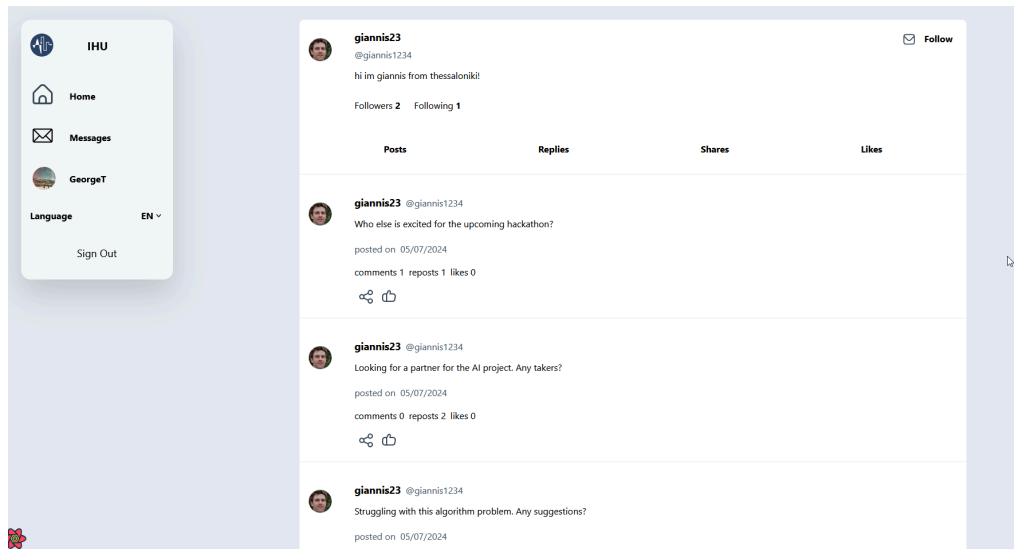 IHU
Home
Messages
GeorgeT
Language EN
Sign Out
giannis23
@giannis1234
Follow
hi im giannis from thessaloniki!
Followers 2 Following 1
Posts Replies Shares Likes
giannis23 @giannis1234
Who else is excited for the upcoming hackathon?
posted on 05/07/2024
comments 1 reposts 1 likes 0
giannis23 @giannis1234
Looking for a partner for the AI project. Any takers?
posted on 05/07/2024
comments 0 reposts 2 likes 0
giannis23 @giannis1234
Struggling with this algorithm problem. Any suggestions?
posted on 05/07/2024